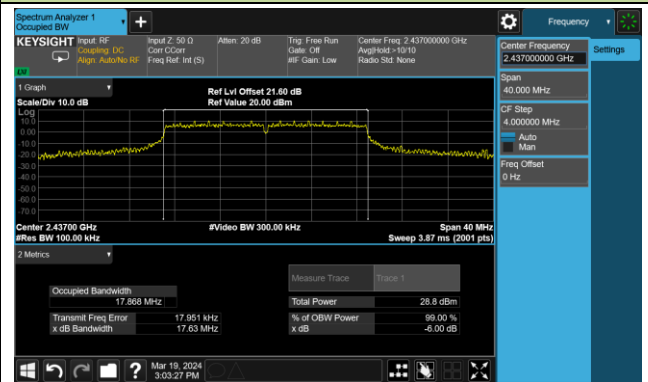 Spectrum Analyzer 1
Occupied BW
Frequency
KEYSIGHT
Input: RF
Coupling: DC
Align: Auto/No RF
Input Z: 50 Ω
Corr CCorr
Freq Ref: Int (S)
Atten: 20 dB
Trig: Free Run
Gate: Off
#IF Gain: Low
Center Freq: 2.437000000 GHz
Avg|Hold:>10/10
Radio Std: None
Center Frequency
2.437000000 GHz
Settings
Span
40.000 MHz
CF Step
4.000000 MHz
Auto
Man
Freq Offset
0 Hz
1 Graph
Scale/Div 10.0 dB
Ref Lvl Offset 21.60 dB
Ref Value 20.00 dBm
Log
10.0
0.00
-10.0
-20.0
-30.0
-40.0
-50.0
-60.0
-70.0
Center 2.43700 GHz
#Res BW 100.00 kHz
#Video BW 300.00 kHz
Span 40 MHz
Sweep 3.87 ms (2001 pts)
2 Metrics
Measure Trace
Trace 1
Occupied Bandwidth
17.868 MHz
Total Power
28.8 dBm
Transmit Freq Error
17.951 kHz
% of OBW Power
99.00 %
x dB Bandwidth
17.63 MHz
x dB
-6.00 dB
?
Mar 19, 2024
3:03:27 PM